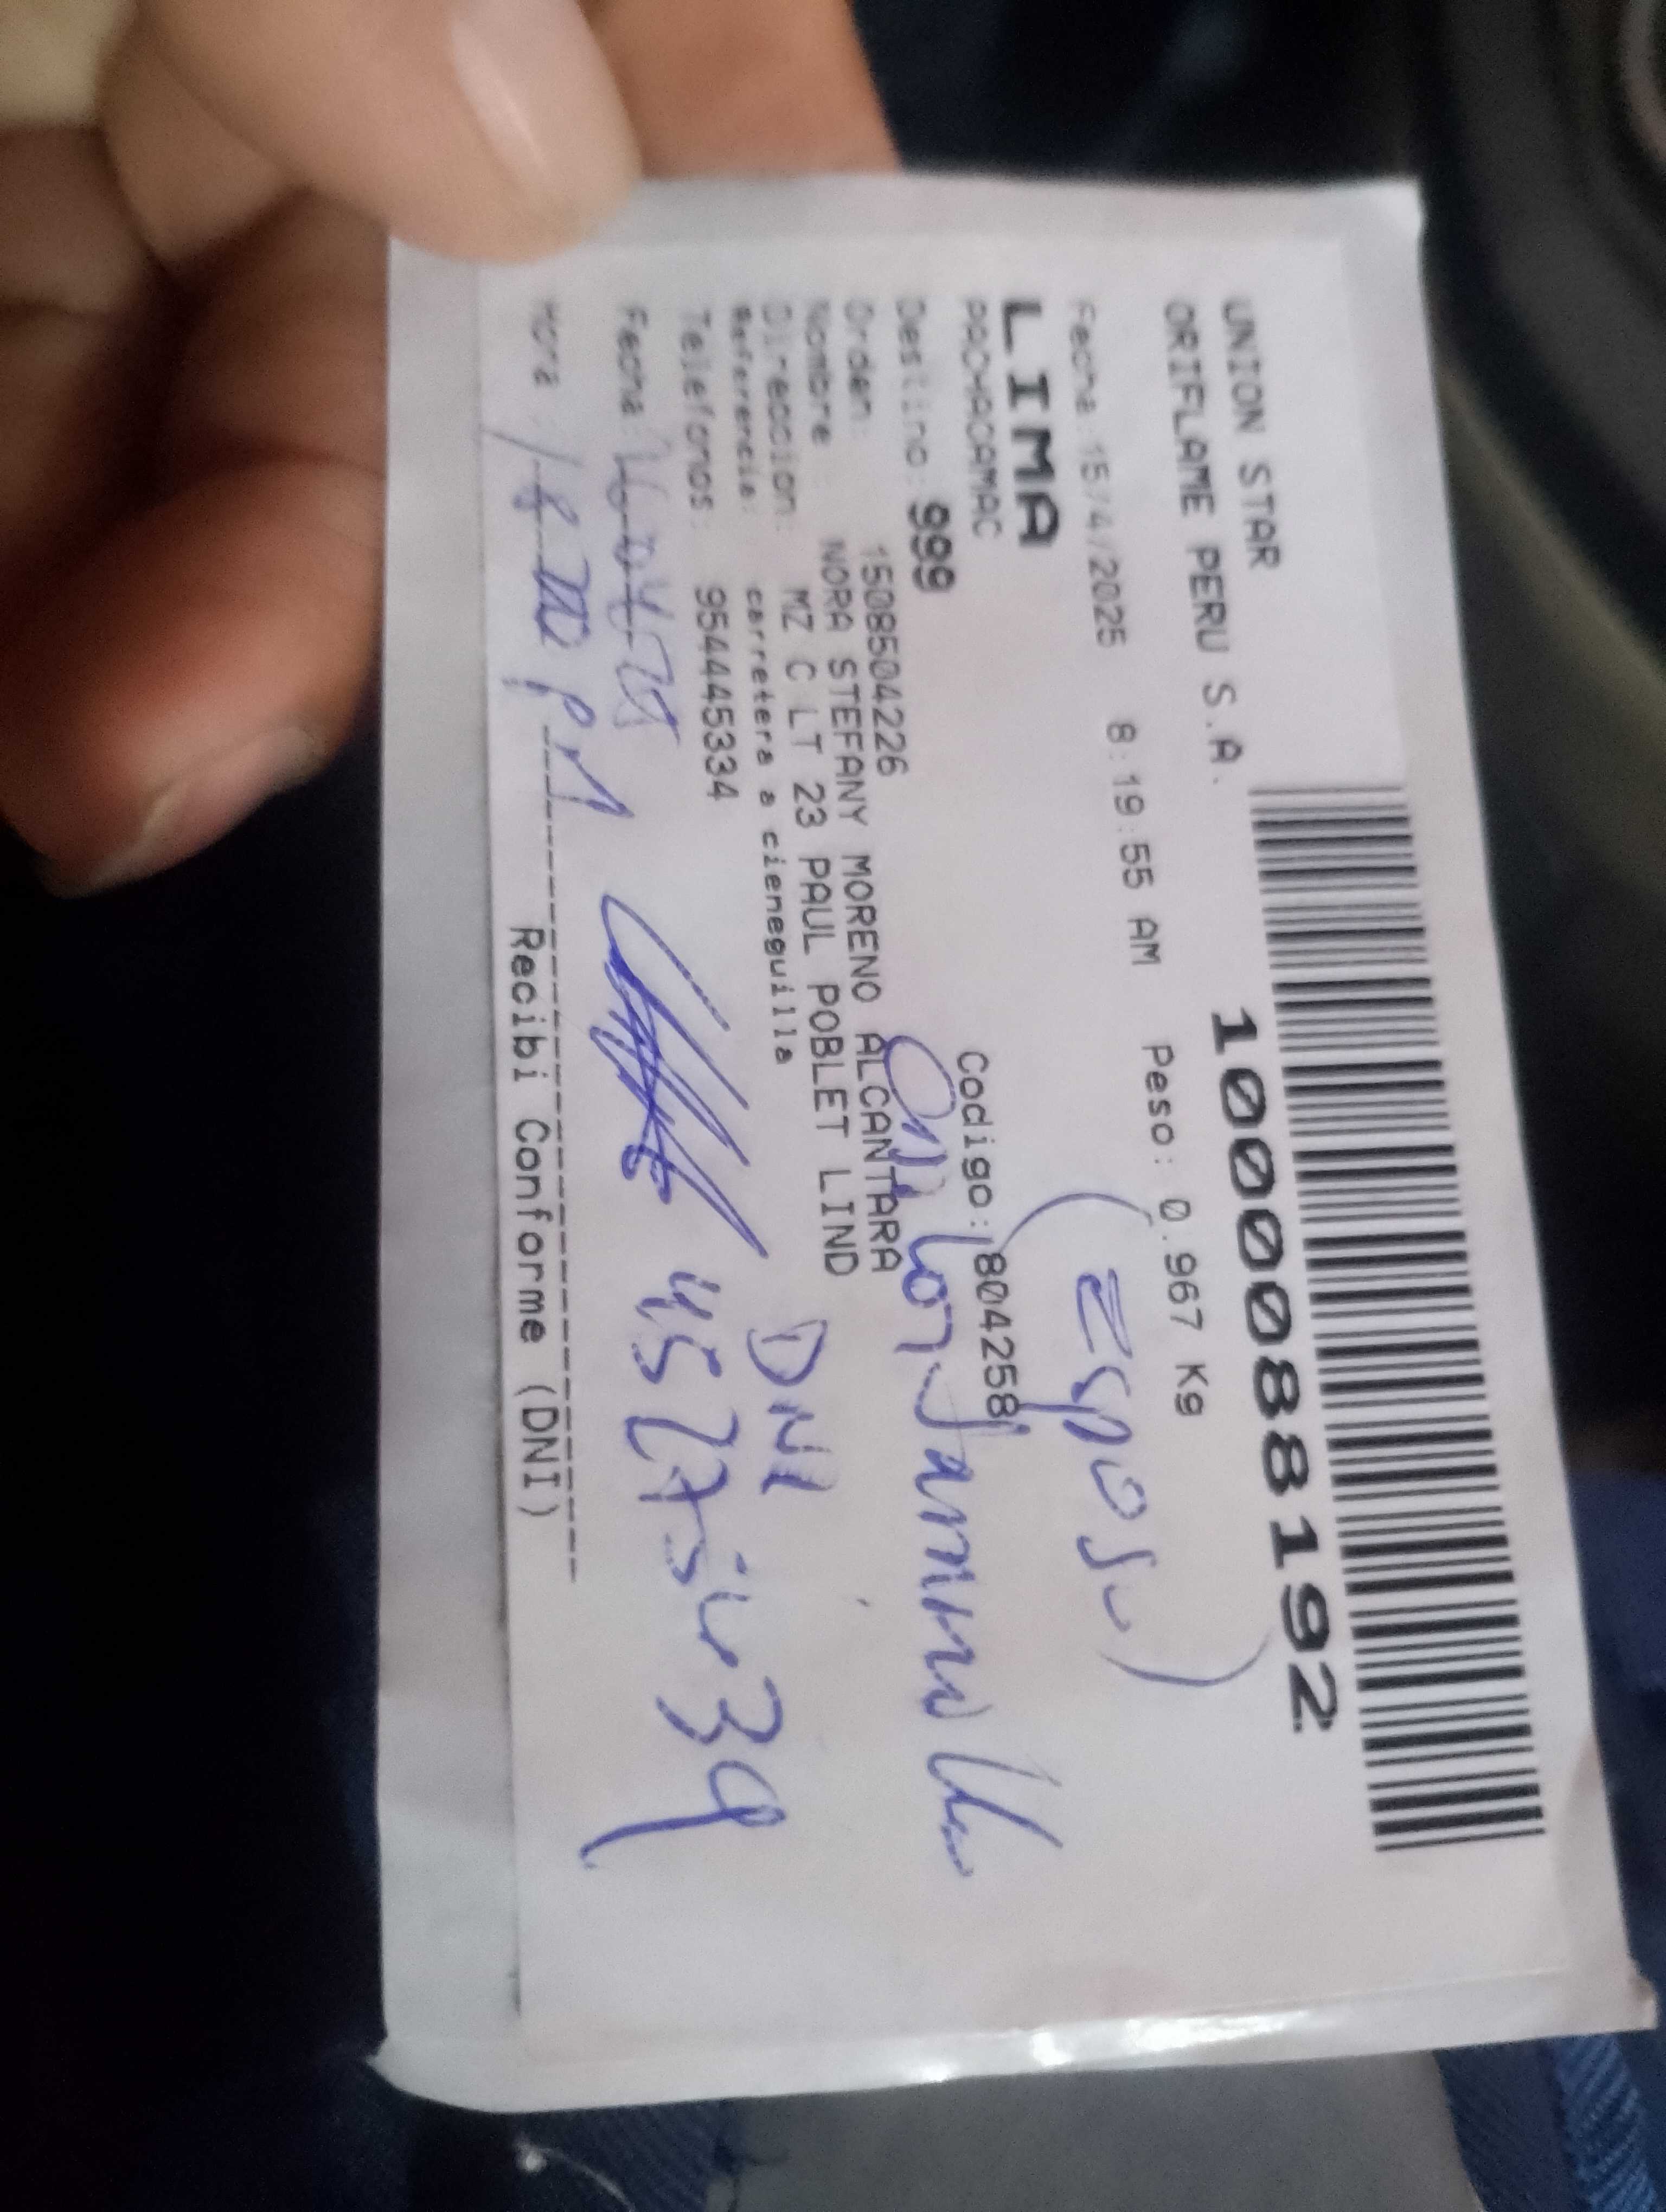 UNION STAR
ORIFLAME PERU S.A.
1000088192
Fecha:15/4/2025 8:19:55 AM Peso: 0.967 Kg
LIMA
(Esposo)
PACHACAMAC
Codigo: 804258
Destino: 999
Orden: 1508504226
Nombre : NORA STEFANY MORENO ALCANTARA
Direccion: MZ C LT 23 PAUL POBLET LIND
Referencia: carretera a cieneguilla
DNI
Telefonos: 954445334
Fecha:
Hora : PM
Recibi Conforme (DNI)